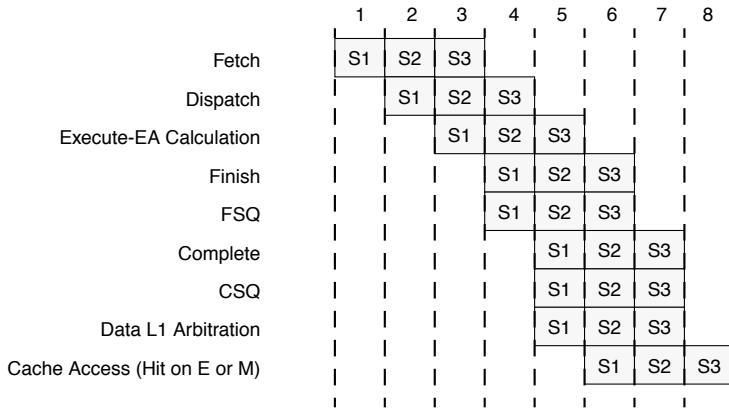 1 2 3 4 5 6 7 8
Fetch S1 S2 S3
Dispatch S1 S2 S3
Execute-EA Calculation S1 S2 S3
Finish S1 S2 S3
FSQ S1 S2 S3
Complete S1 S2 S3
CSQ S1 S2 S3
Data L1 Arbitration S1 S2 S3
Cache Access (Hit on E or M) S1 S2 S3